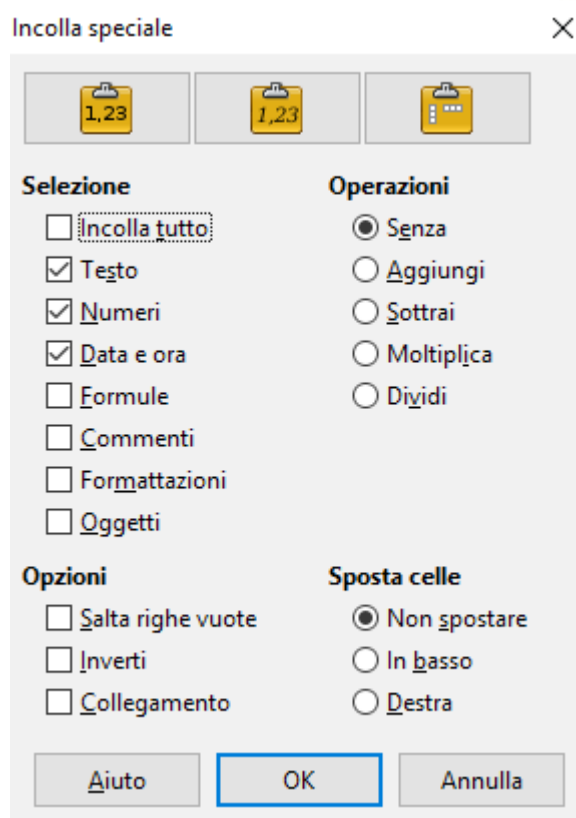 Incolla speciale
1,23
1,23
Selezione
Incolla tutto
Testo
Numeri
Data e ora
Formule
Commenti
Formattazioni
Oggetti
Operazioni
Senza
Aggiungi
Sottrai
Moltiplica
Dividi
Opzioni
Salta righe vuote
Inverti
Collegamento
Sposta celle
Non spostare
In basso
Destra
Aiuto
OK
Annulla